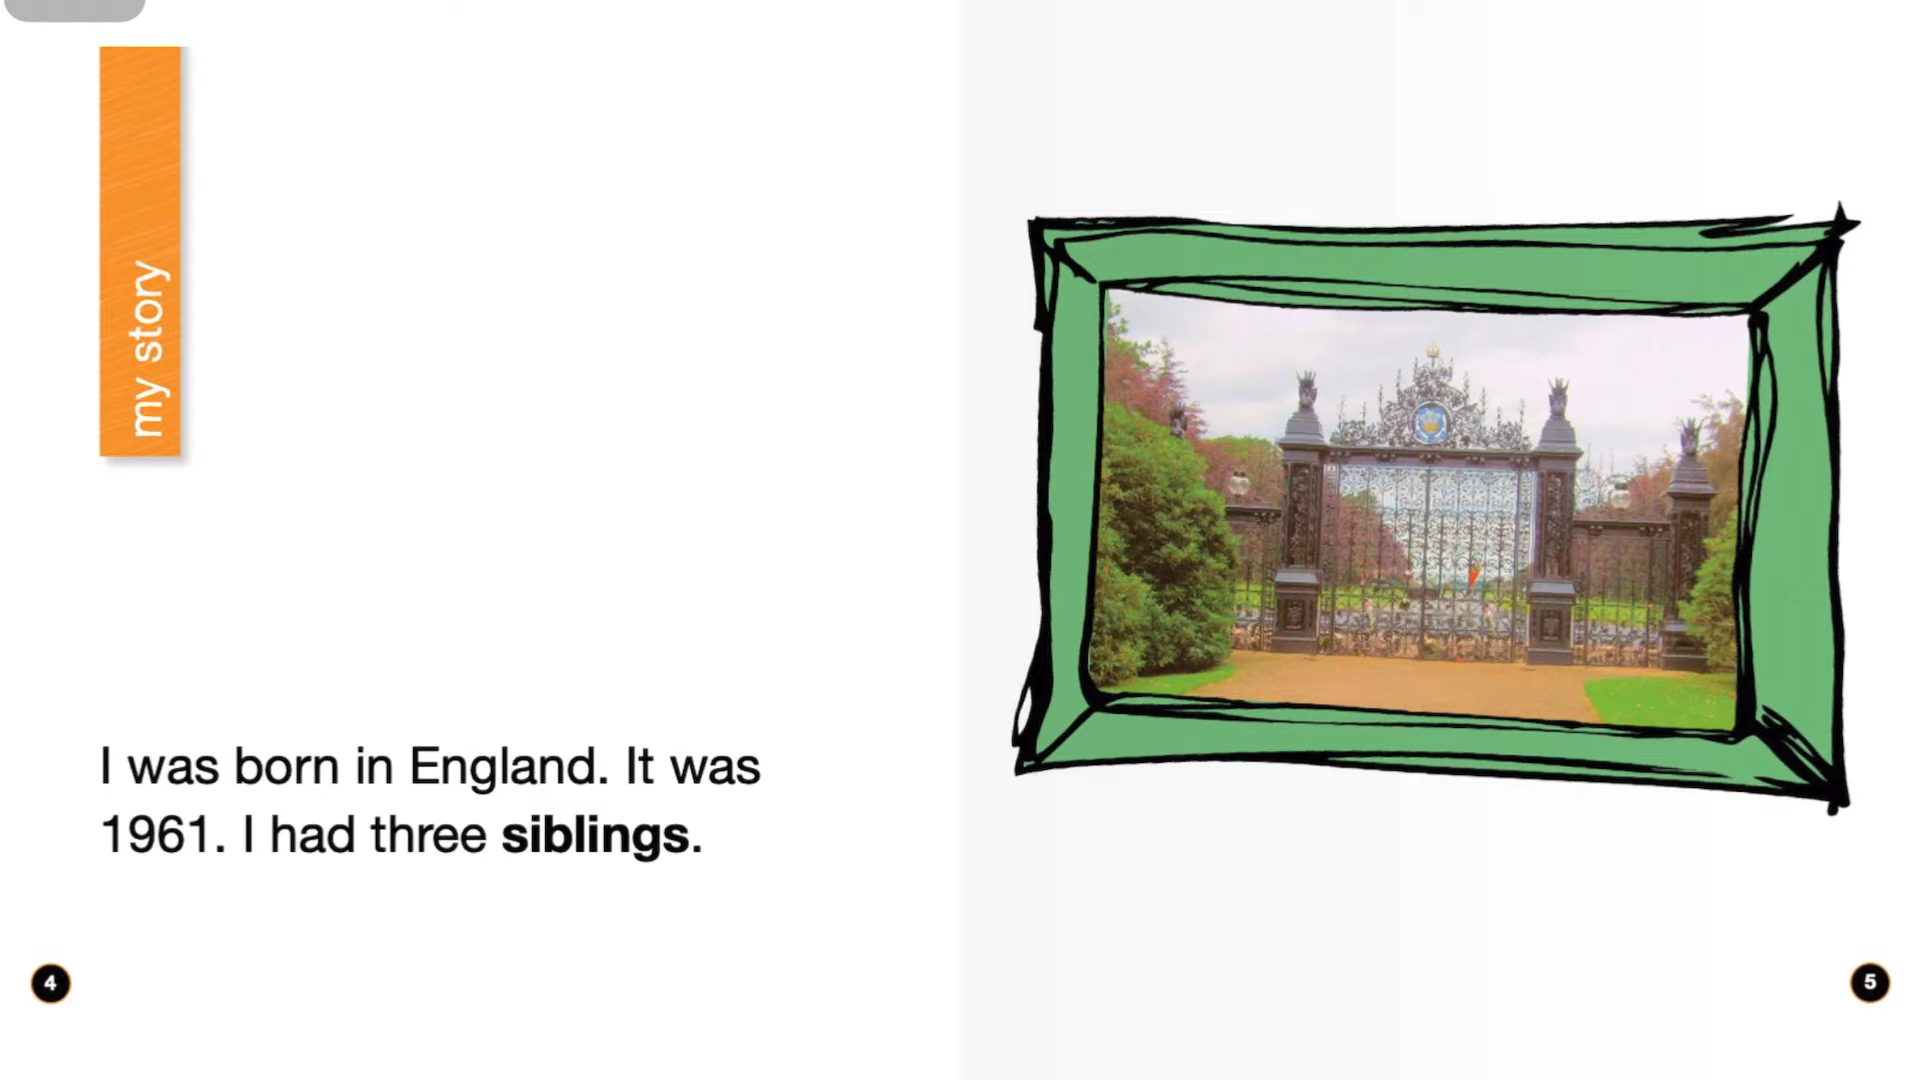 my story
I was born in England. It was
1961. I had three siblings.
4
5